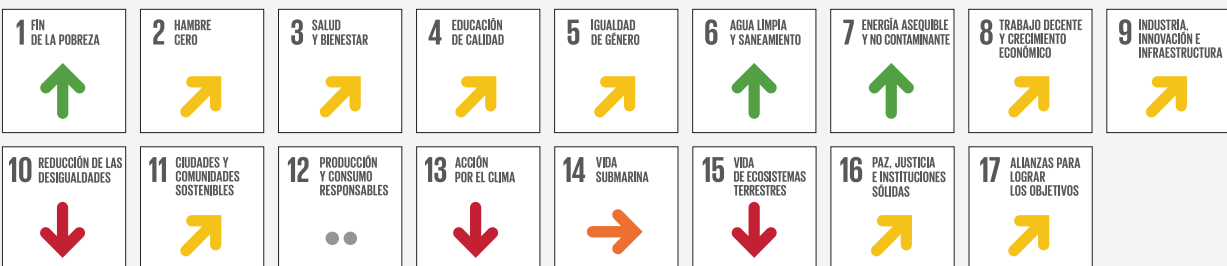 1 FIN
DE LA POBREZA
2 HAMBRE
CERO
3 SALUD
Y BIENESTAR
4 EDUCACIÓN
DE CALIDAD
5 IGUALDAD
DE GÉNERO
6 AGUA LIMPIA
Y SANEAMIENTO
7 ENERGÍA ASEQUIBLE
Y NO CONTAMINANTE
8 TRABAJO DECENTE
Y CRECIMIENTO
ECONÓMICO
9 INDUSTRIA,
INNOVACIÓN E
INFRAESTRUCTURA
10 REDUCCIÓN DE LAS
DESIGUALDADES
11 CIUDADES Y
COMUNIDADES
SOSTENIBLES
12 PRODUCCIÓN
Y CONSUMO
RESPONSABLES
13 ACCIÓN
POR EL CLIMA
14 VIDA
SUBMARINA
15 VIDA
DE ECOSISTEMAS
TERRESTRES
16 PAZ, JUSTICIA
E INSTITUCIONES
SÓLIDAS
17 ALIANZAS PARA
LOGRAR
LOS OBJETIVOS